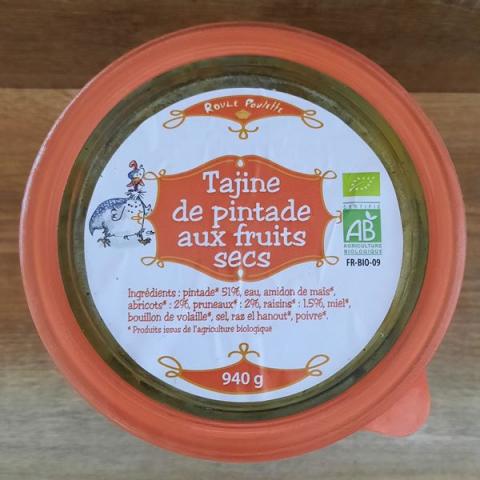 Roule Poulette
Tajine
de pintade
aux fruits
secs
CERTIFIÉ
AB
AGRICULTURE
BIOLOGIQUE
FR-BIO-09
Ingrédients : pintade* 51%, eau, amidon de maïs*,
abricots* : 2%, pruneaux* : 2%, raisins* : 1.5%, miel*,
bouillon de volaille*, sel, raz el hanout*, poivre*.
* Produits issus de l'agriculture biologique
940 g